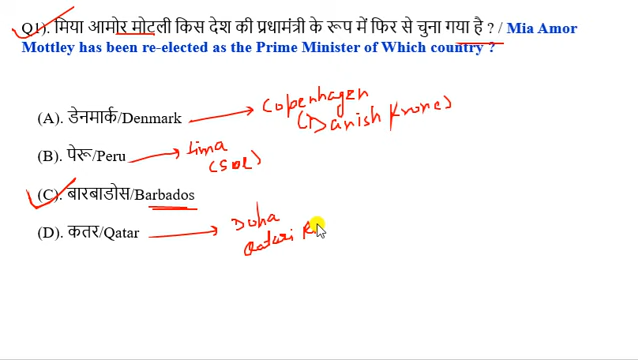 Q1). मिया आमोर मोटली किस देश की प्रधामंत्री के रूप में फिर से चुना गया है ? / Mia Amor
Mottley has been re-elected as the Prime Minister of Which country ?
(A). डेनमार्क/Denmark Copenhagen
(Danish Krone)
(B). पेरू/Peru Lima
(Sol)
(C). बारबाडोस/Barbados
(D). कतर/Qatar Doha
Qatari